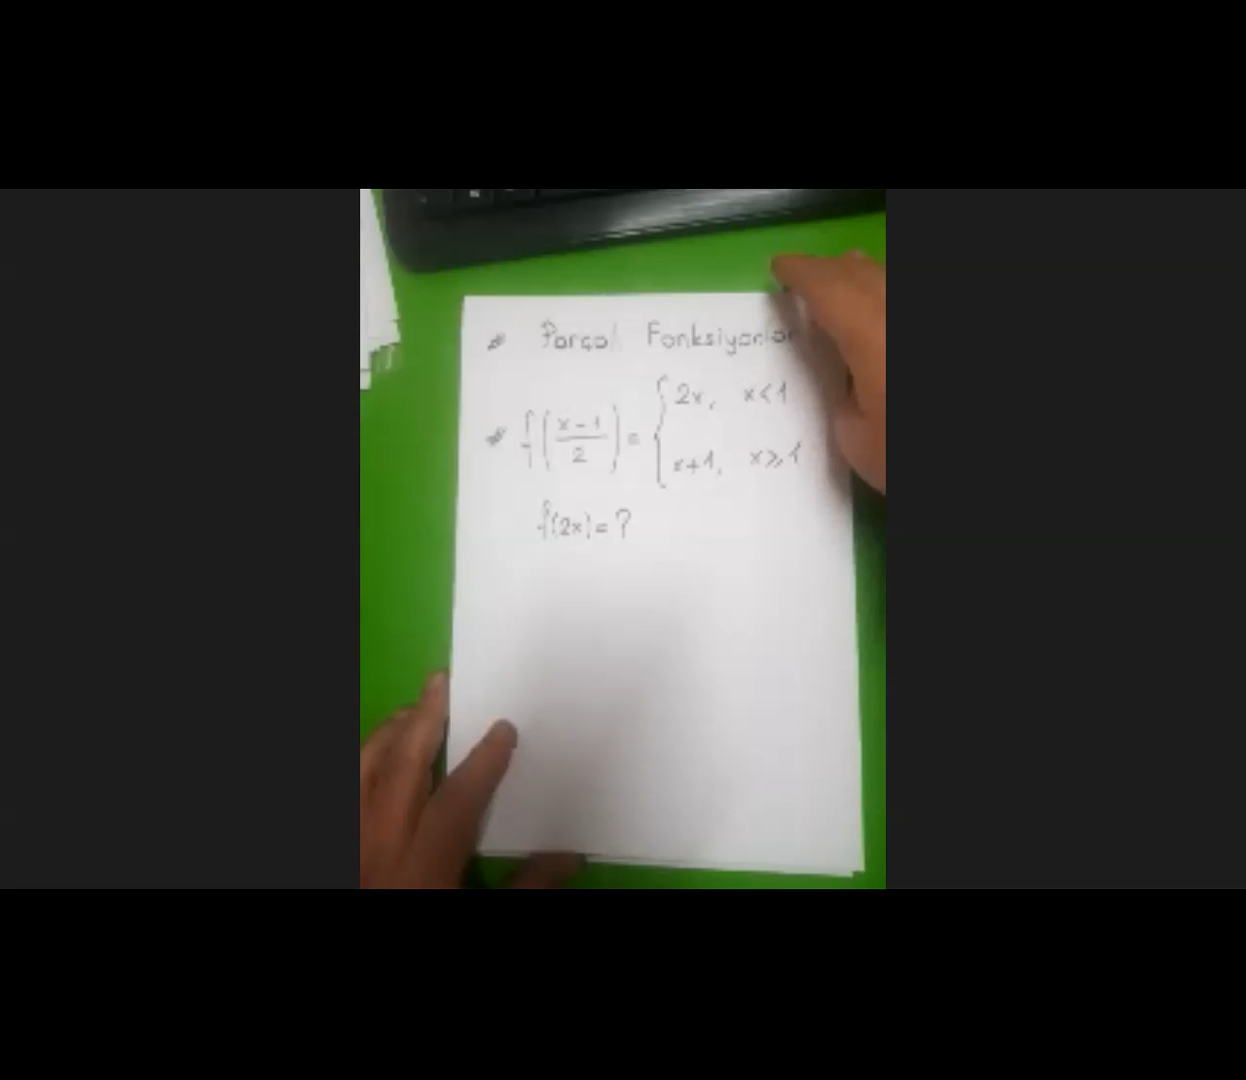 * Parçalı Fonksiyonlar
* f((x-1)/2) = { 2x, x<1
x+1, x≥1
f(2x)=?